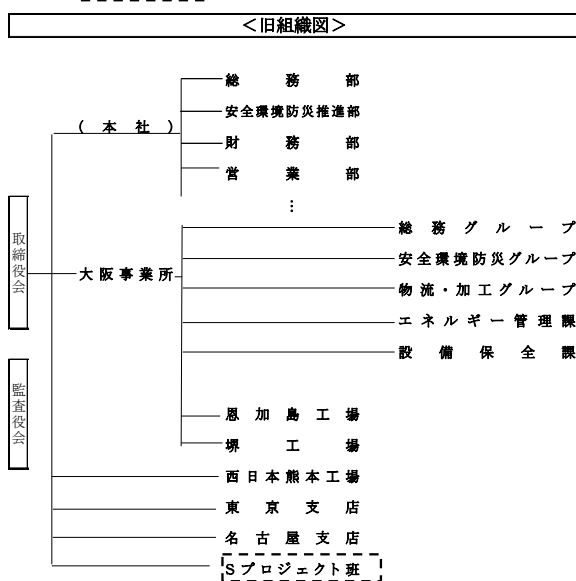 ＜旧組織図＞
総務部
（本社）
安全環境防災推進部
財務部
営業部
…
取締役会
大阪事業所
総務グループ
安全環境防災グループ
物流・加工グループ
エネルギー管理課
設備保全課
監査役会
恩加島工場
堺工場
西日本熊本工場
東京支店
名古屋支店
Sプロジェクト班